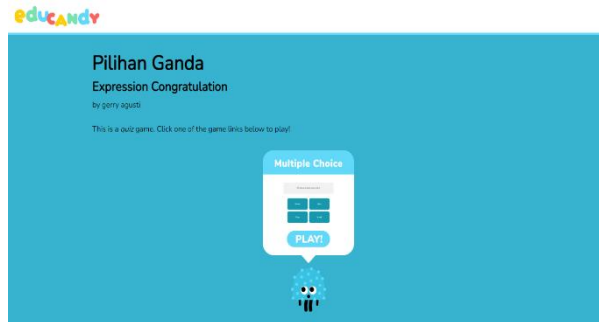 educandy
Pilihan Ganda
Expression Congratulation
by gerry agusti
This is a quiz game. Click one of the game links below to play!
Multiple Choice
PLAY!